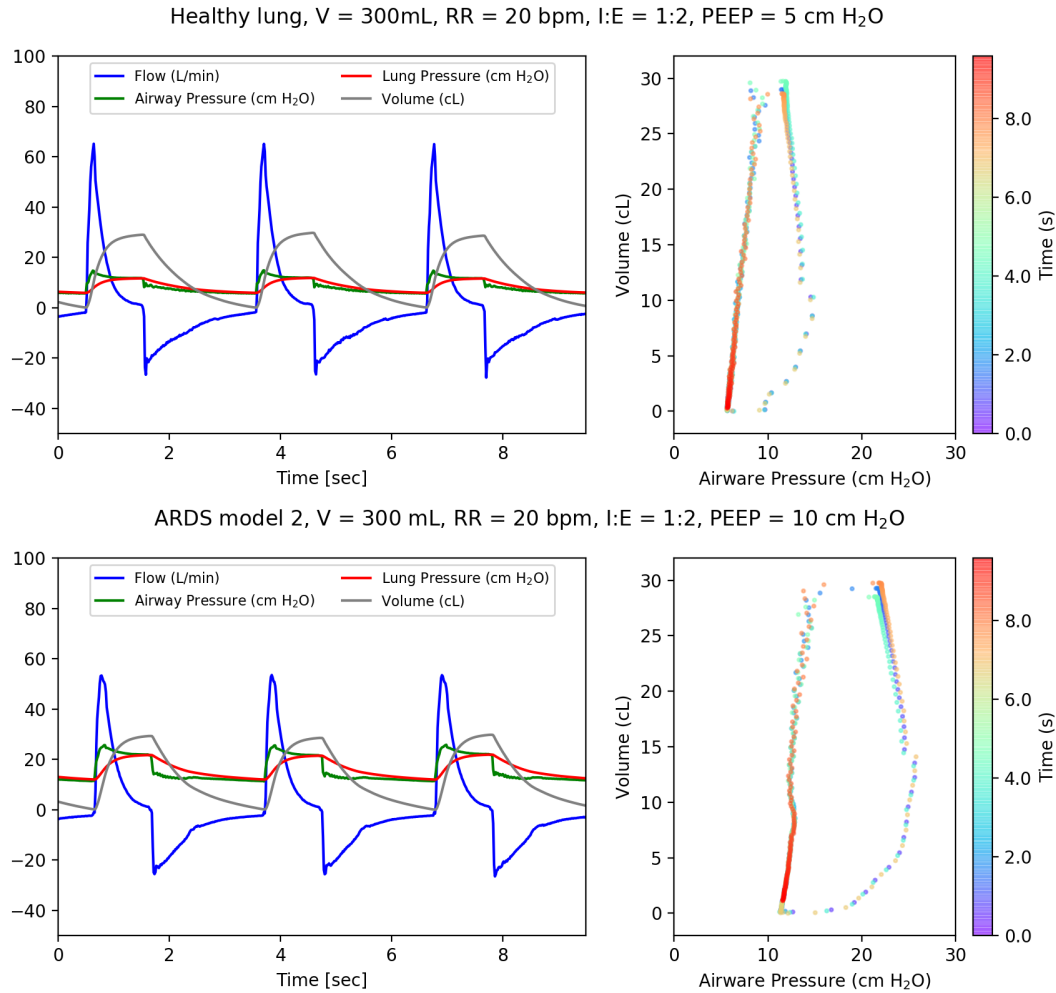 Healthy lung, V = 300mL, RR = 20 bpm, I:E = 1:2, PEEP = 5 cm H₂O
100
80
60
40
20
0
−20
−40
Flow (L/min)
Airway Pressure (cm H₂O)
Lung Pressure (cm H₂O)
Volume (cL)
0 2 4 6 8
Time [sec]
30
25
20
15
10
5
0
Volume (cL)
0 10 20 30
Airware Pressure (cm H₂O)
8.0
6.0
4.0
2.0
0.0
Time (s)
ARDS model 2, V = 300 mL, RR = 20 bpm, I:E = 1:2, PEEP = 10 cm H₂O
100
80
60
40
20
0
−20
−40
Flow (L/min)
Airway Pressure (cm H₂O)
Lung Pressure (cm H₂O)
Volume (cL)
0 2 4 6 8
Time [sec]
30
25
20
15
10
5
0
Volume (cL)
0 10 20 30
Airware Pressure (cm H₂O)
8.0
6.0
4.0
2.0
0.0
Time (s)